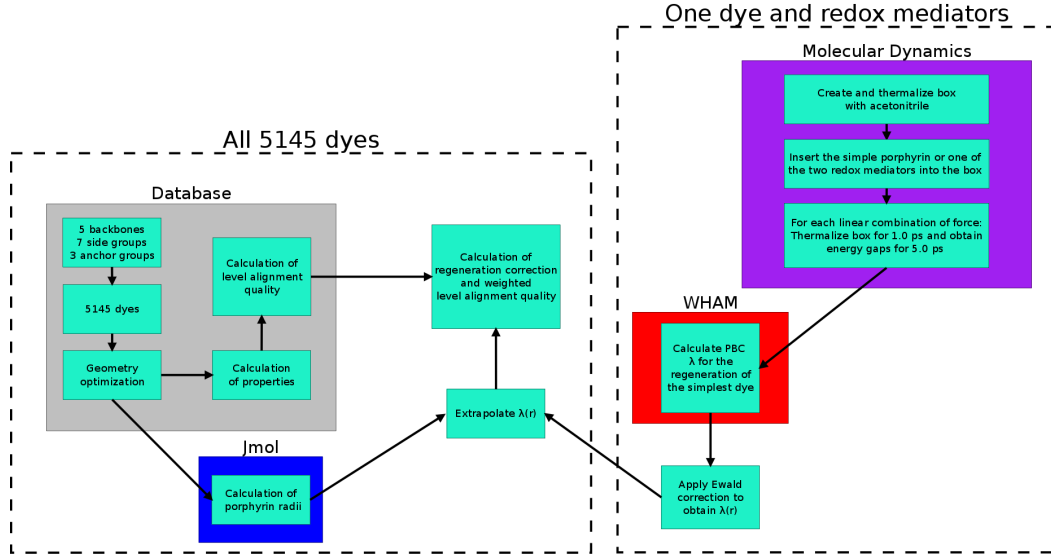 All 5145 dyes
Database
5 backbones
7 side groups
3 anchor groups
5145 dyes
Geometry
optimization
Calculation
of properties
Calculation of
level alignment
quality
Jmol
Calculation of
porphyrin radii
Calculation of
regeneration correction
and weighted
level alignment quality
Extrapolate λ(r)
One dye and redox mediators
Molecular Dynamics
Create and thermalize box
with acetonitrile
Insert the simple porphyrin or one of
the two redox mediators into the box
For each linear combination of force:
Thermalize box for 1.0 ps and obtain
energy gaps for 5.0 ps
WHAM
Calculate PBC
λ for the
regeneration of
the simplest dye
Apply Ewald
correction to
obtain λ(r)